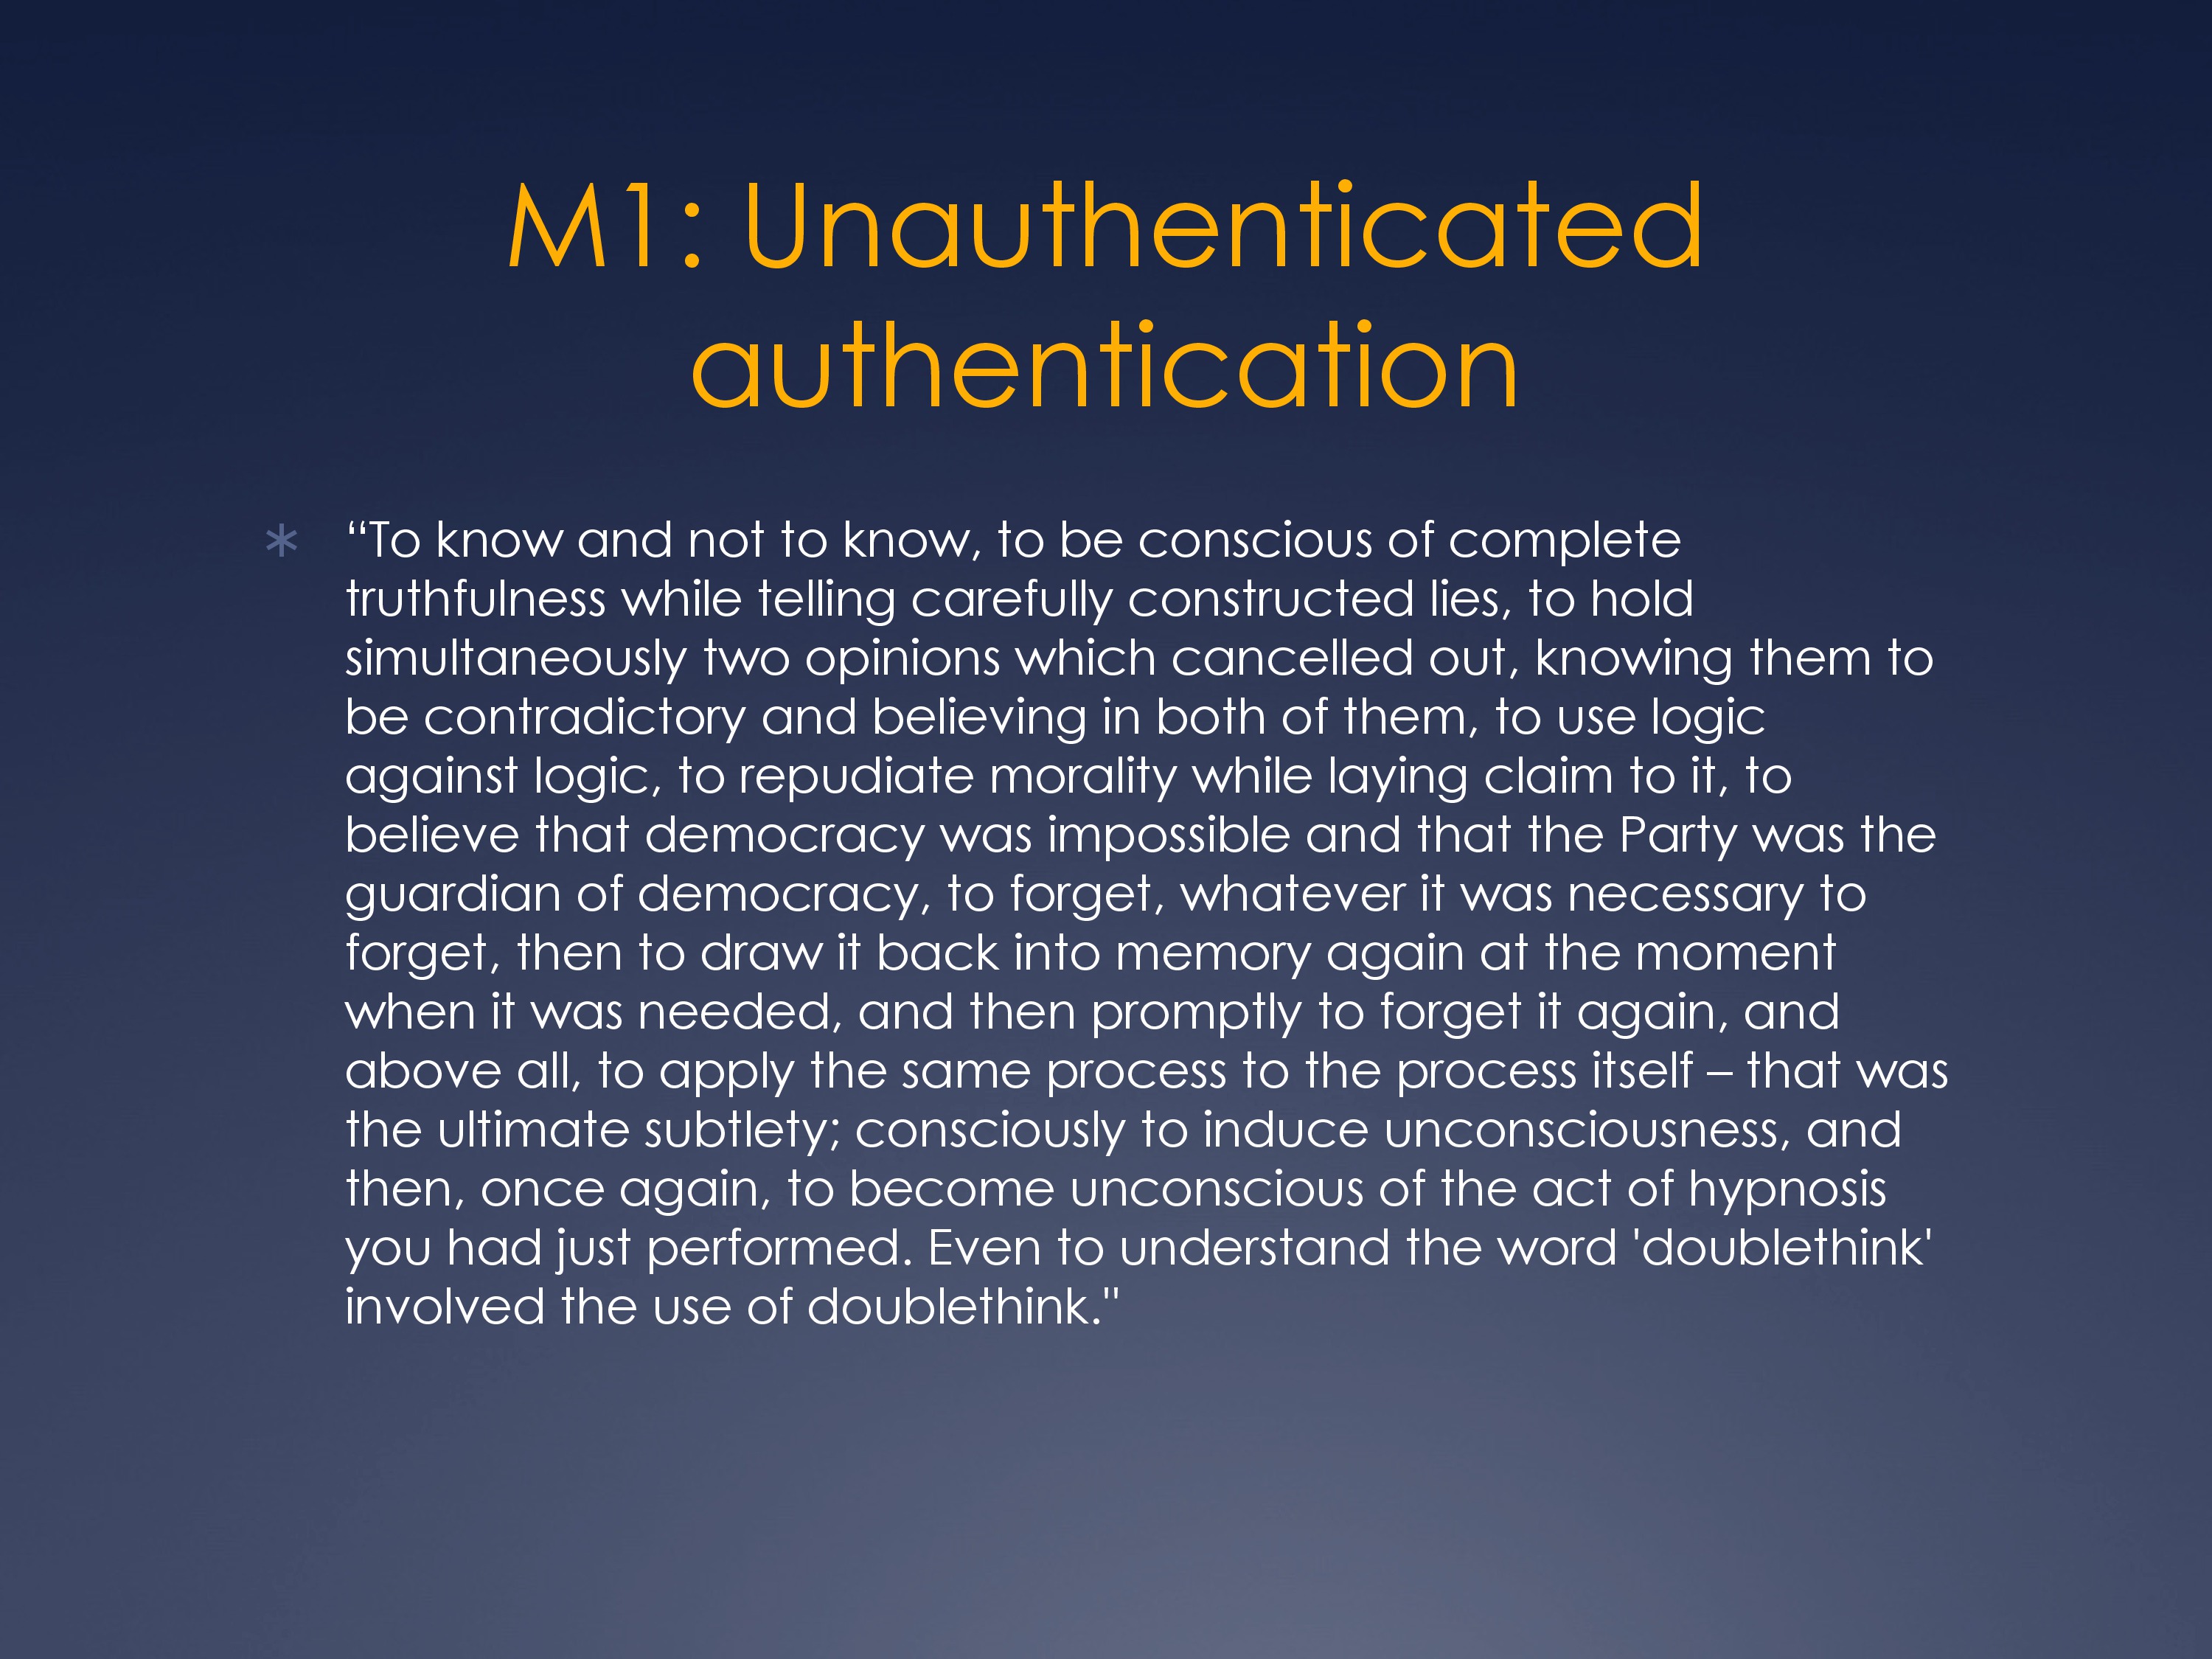 M1: Unauthenticated
authentication
* “To know and not to know, to be conscious of complete
truthfulness while telling carefully constructed lies, to hold
simultaneously two opinions which cancelled out, knowing them to
be contradictory and believing in both of them, to use logic
against logic, to repudiate morality while laying claim to it, to
believe that democracy was impossible and that the Party was the
guardian of democracy, to forget, whatever it was necessary to
forget, then to draw it back into memory again at the moment
when it was needed, and then promptly to forget it again, and
above all, to apply the same process to the process itself – that was
the ultimate subtlety; consciously to induce unconsciousness, and
then, once again, to become unconscious of the act of hypnosis
you had just performed. Even to understand the word 'doublethink'
involved the use of doublethink."